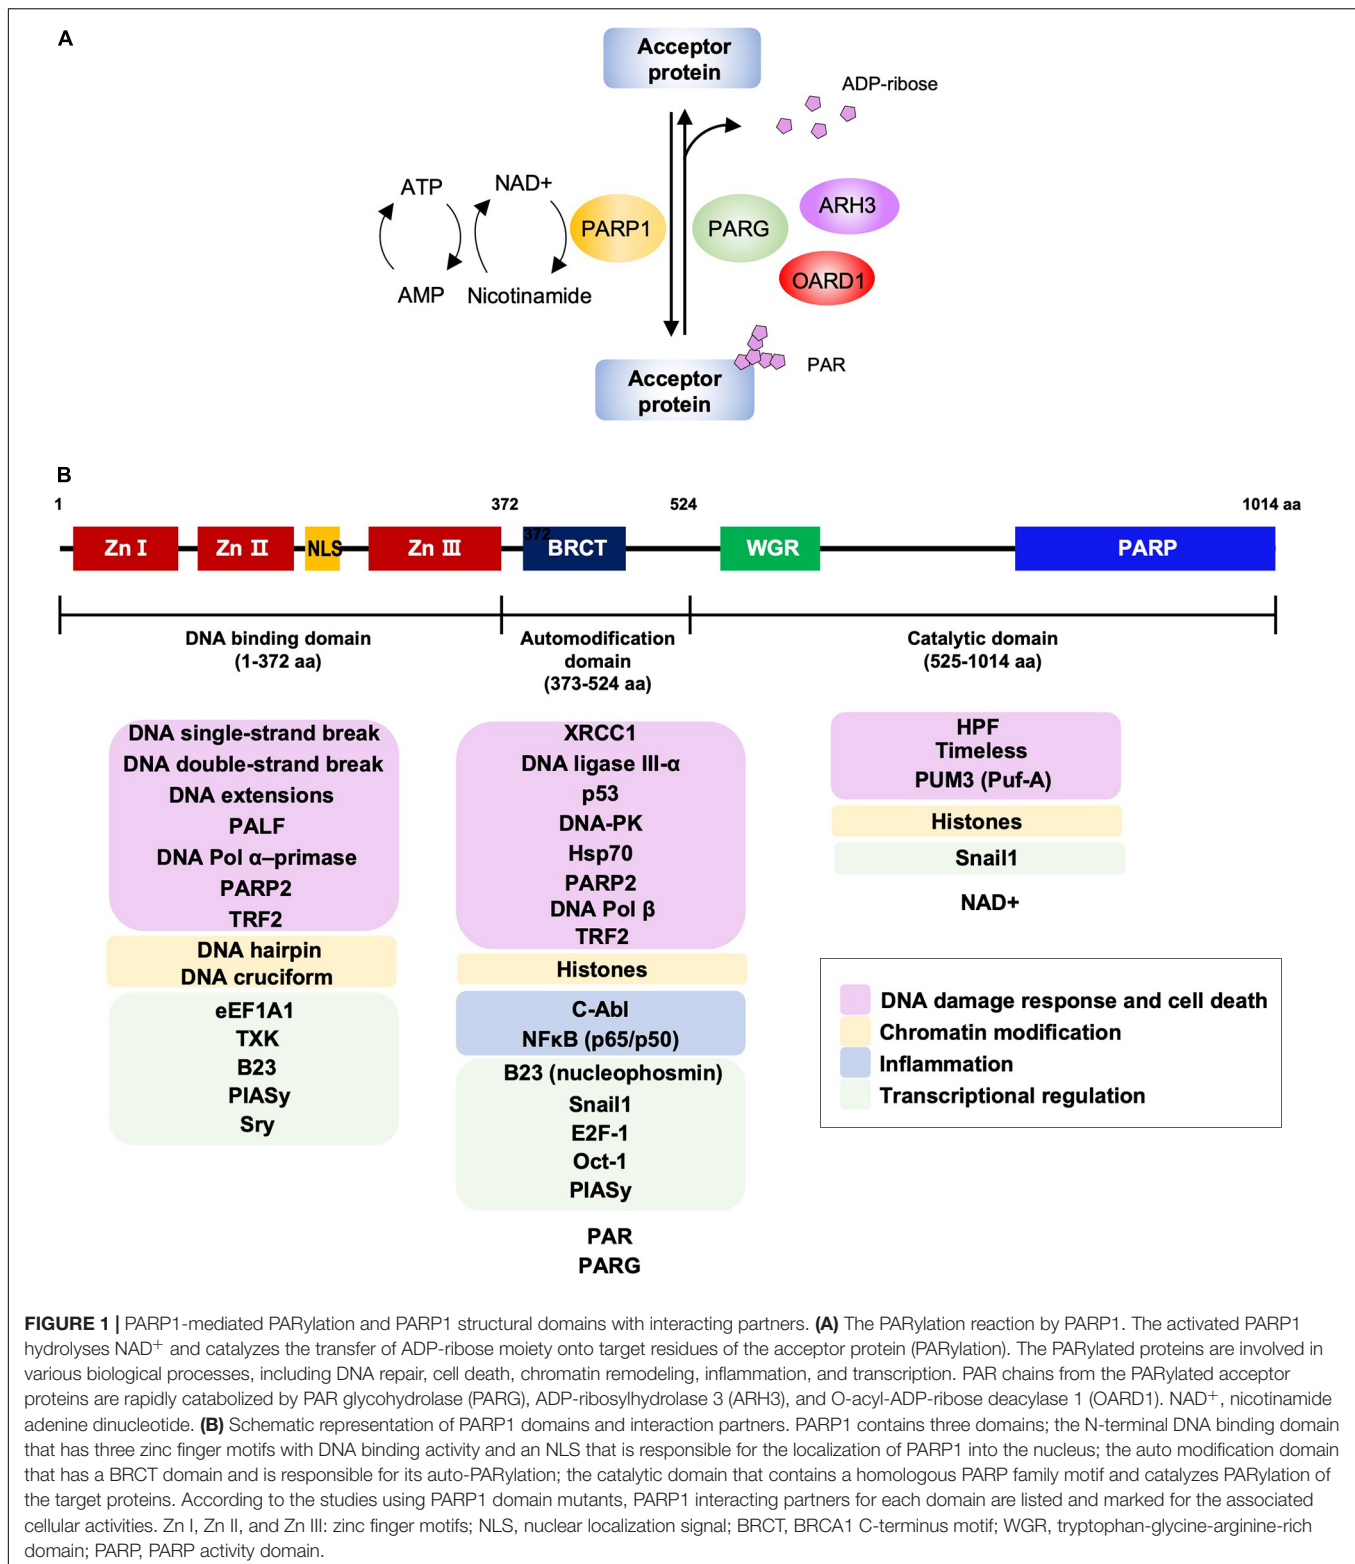 A
Acceptor
protein
ADP-ribose
ATP
NAD+
PARP1
PARG
ARH3
OARD1
AMP
Nicotinamide
Acceptor
protein
PAR
B
1
372
524
1014 aa
Zn I
Zn II
NLS
Zn III
372
BRCT
WGR
PARP
DNA binding domain
(1-372 aa)
Automodification
domain
(373-524 aa)
Catalytic domain
(525-1014 aa)
DNA single-strand break
DNA double-strand break
DNA extensions
PALF
DNA Pol α–primase
PARP2
TRF2
DNA hairpin
DNA cruciform
eEF1A1
TXK
B23
PIASy
Sry
XRCC1
DNA ligase III-α
p53
DNA-PK
Hsp70
PARP2
DNA Pol β
TRF2
Histones
C-Abl
NFκB (p65/p50)
B23 (nucleophosmin)
Snail1
E2F-1
Oct-1
PIASy
PAR
PARG
HPF
Timeless
PUM3 (Puf-A)
Histones
Snail1
NAD+
DNA damage response and cell death
Chromatin modification
Inflammation
Transcriptional regulation
FIGURE 1 | PARP1-mediated PARylation and PARP1 structural domains with interacting partners. (A) The PARylation reaction by PARP1. The activated PARP1
hydrolyses NAD+ and catalyzes the transfer of ADP-ribose moiety onto target residues of the acceptor protein (PARylation). The PARylated proteins are involved in
various biological processes, including DNA repair, cell death, chromatin remodeling, inflammation, and transcription. PAR chains from the PARylated acceptor
proteins are rapidly catabolized by PAR glycohydrolase (PARG), ADP-ribosylhydrolase 3 (ARH3), and O-acyl-ADP-ribose deacylase 1 (OARD1). NAD+, nicotinamide
adenine dinucleotide. (B) Schematic representation of PARP1 domains and interaction partners. PARP1 contains three domains; the N-terminal DNA binding domain
that has three zinc finger motifs with DNA binding activity and an NLS that is responsible for the localization of PARP1 into the nucleus; the auto modification domain
that has a BRCT domain and is responsible for its auto-PARylation; the catalytic domain that contains a homologous PARP family motif and catalyzes PARylation of
the target proteins. According to the studies using PARP1 domain mutants, PARP1 interacting partners for each domain are listed and marked for the associated
cellular activities. Zn I, Zn II, and Zn III: zinc finger motifs; NLS, nuclear localization signal; BRCT, BRCA1 C-terminus motif; WGR, tryptophan-glycine-arginine-rich
domain; PARP, PARP activity domain.